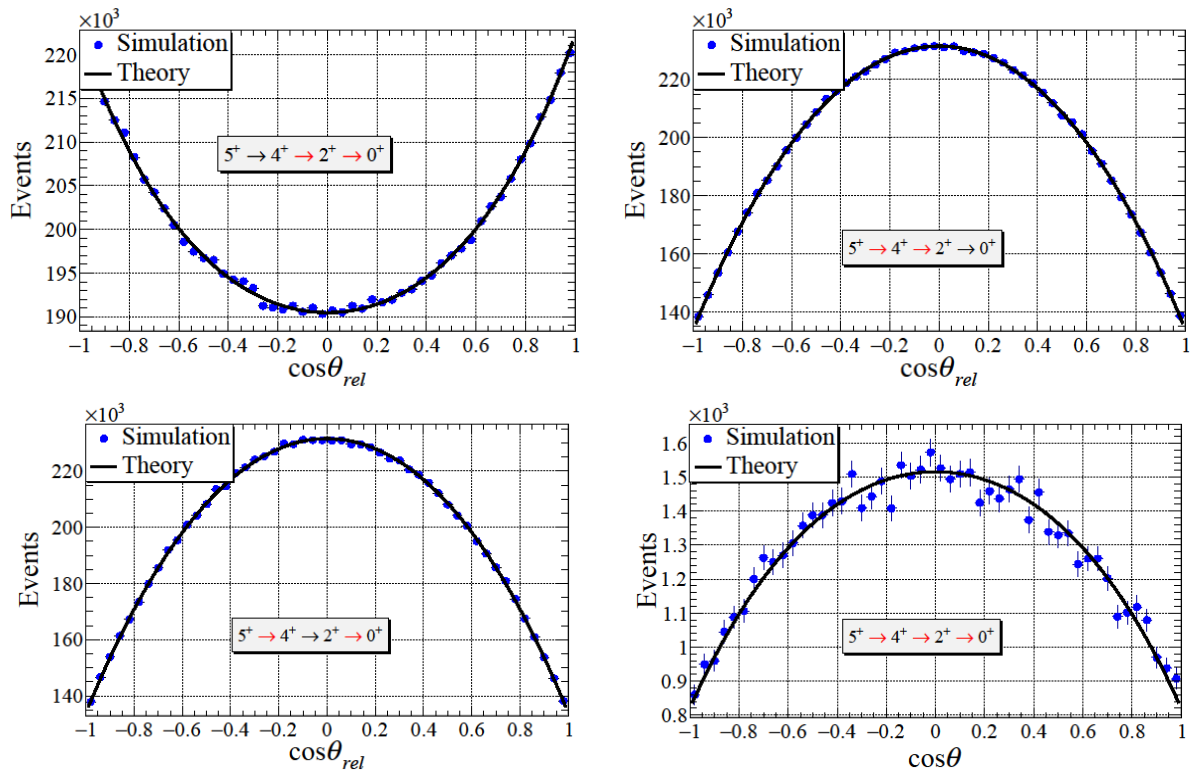 ×10³
Simulation
Theory
Events
220
215
210
205
200
195
190
5⁺ → 4⁺ → 2⁺ → 0⁺
−1 −0.8 −0.6 −0.4 −0.2 0 0.2 0.4 0.6 0.8 1
cosθ_rel
×10³
Simulation
Theory
Events
220
200
180
160
140
5⁺ → 4⁺ → 2⁺ → 0⁺
−1 −0.8 −0.6 −0.4 −0.2 0 0.2 0.4 0.6 0.8 1
cosθ_rel
×10³
Simulation
Theory
Events
220
200
180
160
140
5⁺ → 4⁺ → 2⁺ → 0⁺
−1 −0.8 −0.6 −0.4 −0.2 0 0.2 0.4 0.6 0.8 1
cosθ_rel
×10³
Simulation
Theory
Events
1.6
1.5
1.4
1.3
1.2
1.1
1
0.9
0.8
5⁺ → 4⁺ → 2⁺ → 0⁺
−1 −0.8 −0.6 −0.4 −0.2 0 0.2 0.4 0.6 0.8 1
cosθ